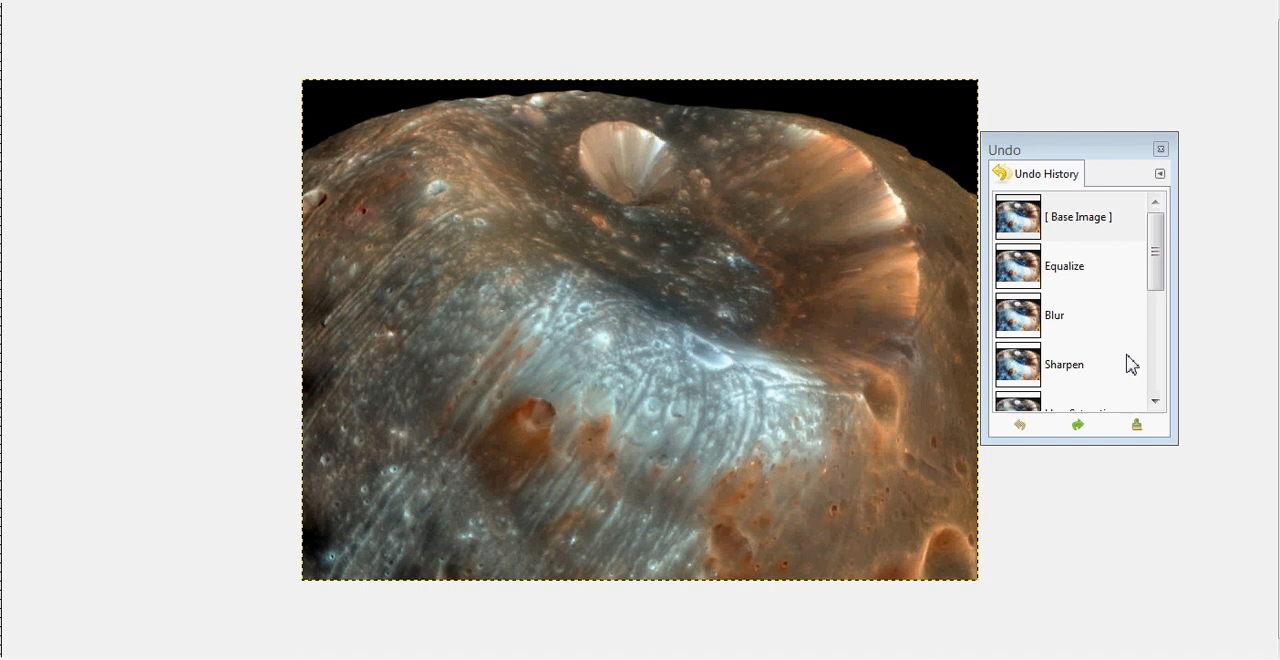 Undo
Undo History
[ Base Image ]
Equalize
Blur
Sharpen